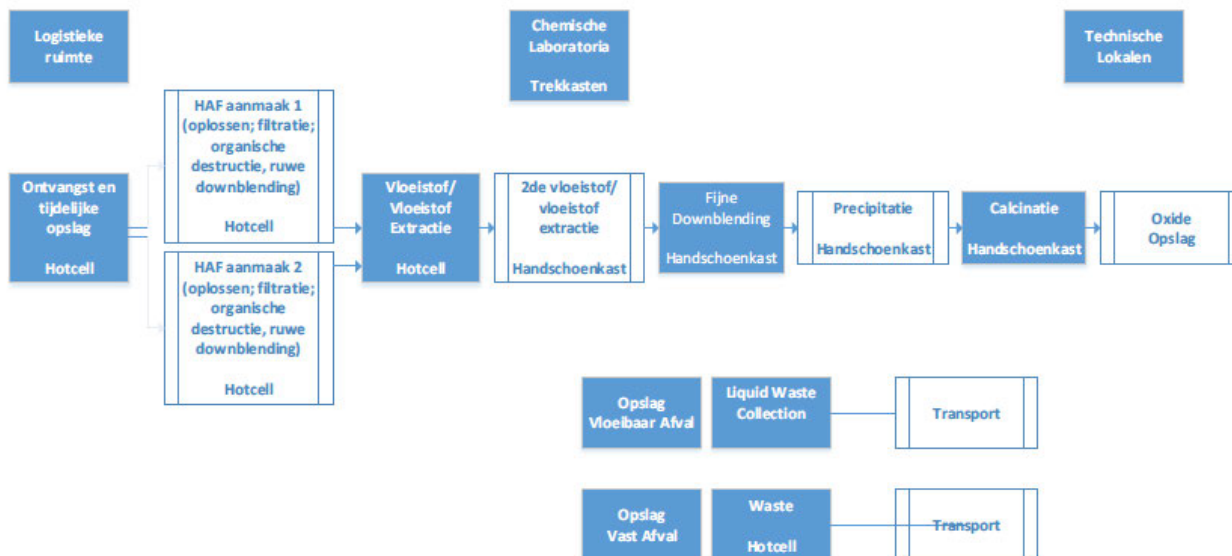 Logistieke
ruimte
Chemische
Laboratoria
Trekkasten
Technische
Lokalen
HAF aanmaak 1
(oplossen; filtratie;
organische
destructie, ruwe
downblending)
Hotcell
Ontvangst en
tijdelijke
opslag
Hotcell
HAF aanmaak 2
(oplossen; filtratie;
organische
destructie, ruwe
downblending)
Hotcell
Vloeistof/
Vloeistof
Extractie
Hotcell
2de vloeistof/
vloeistof
extractie
Handschoenkast
Fijne
Downblending
Handschoenkast
Precipitatie
Handschoenkast
Calcinatie
Handschoenkast
Oxide
Opslag
Opslag
Vloeibaar Afval
Liquid Waste
Collection
Transport
Opslag
Vast Afval
Waste
Hotcell
Transport